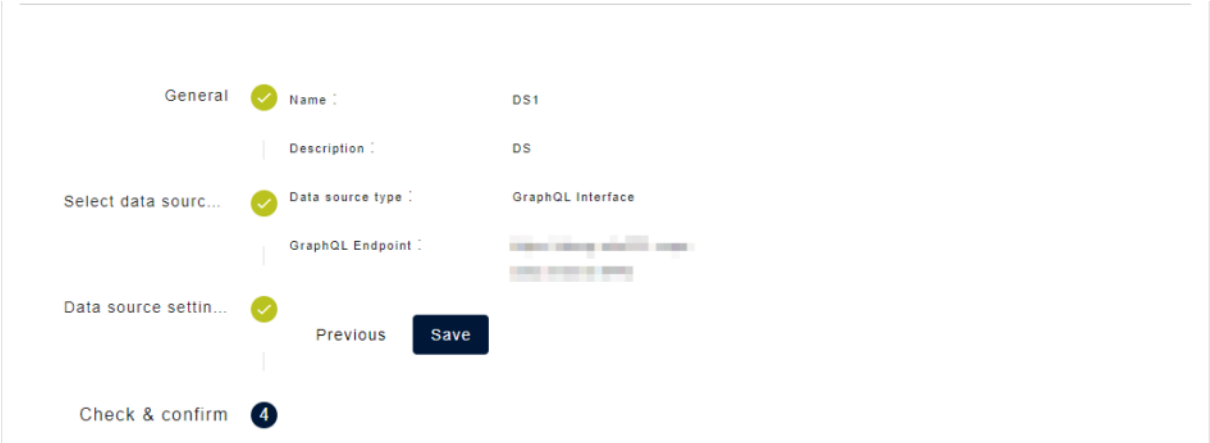 General
Name :
DS1
Description :
DS
Select data sourc...
Data source type :
GraphQL Interface
GraphQL Endpoint :
Data source settin...
Previous
Save
Check & confirm
4